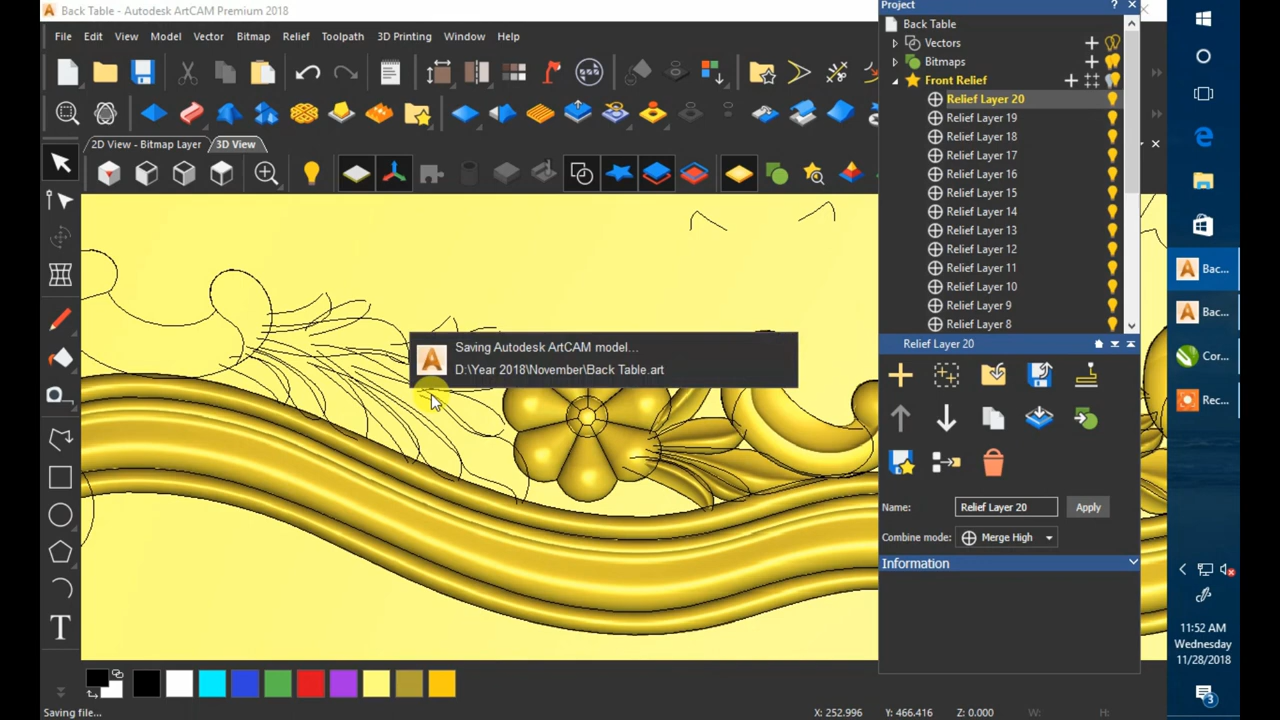 Back Table - Autodesk ArtCAM Premium 2018
File Edit View Model Vector Bitmap Relief Toolpath 3D Printing Window Help
2D View - Bitmap Layer 3D View
Saving Autodesk ArtCAM model...
D:\Year 2018\November\Back Table.art
Project
Back Table
Vectors
Bitmaps
Front Relief
Relief Layer 20
Relief Layer 19
Relief Layer 18
Relief Layer 17
Relief Layer 16
Relief Layer 15
Relief Layer 14
Relief Layer 13
Relief Layer 12
Relief Layer 11
Relief Layer 10
Relief Layer 9
Relief Layer 8
Relief Layer 20
Name: Relief Layer 20 Apply
Combine mode: Merge High
Information
Bac...
Bac...
Cor...
Rec...
11:52 AM
Wednesday
11/28/2018
3
Saving file...
X: 252.996 Y: 466.416 Z: 0.000 W: H: